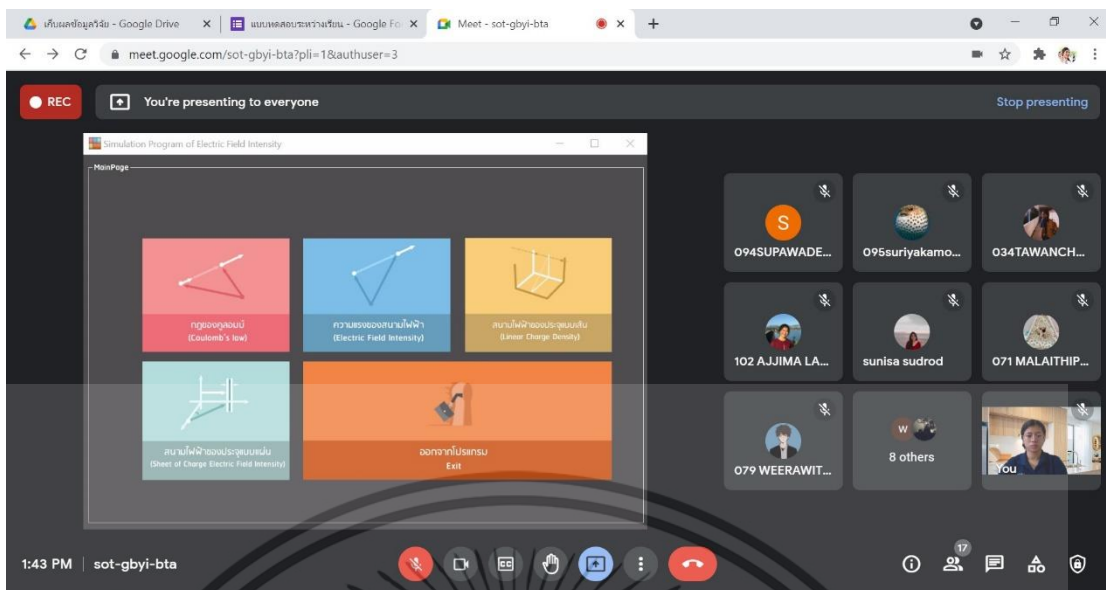 เก็บผลข้อมูลวิจัย - Google Drive
แบบทดสอบระหว่างเรียน - Google Fo
Meet - sot-gbyi-bta
meet.google.com/sot-gbyi-bta?pli=1&authuser=3
REC
You're presenting to everyone
Stop presenting
Simulation Program of Electric Field Intensity
MainPage
กฎของคูลอมบ์
(Coulomb's law)
ความแรงของสนามไฟฟ้า
(Electric Field Intensity)
สนามไฟฟ้าของประจุแบบเส้น
(Linear Charge Density)
สนามไฟฟ้าของประจุแบบแผ่น
(Sheet of Charge Electric Field Intensity)
ออกจากโปรแกรม
Exit
S
094SUPAWADE...
095suriyakamo...
034TAWANCH...
102 AJJIMA LA...
sunisa sudrod
071 MALAITHIP...
079 WEERAWIT...
W
8 others
You
1:43 PM | sot-gbyi-bta
17